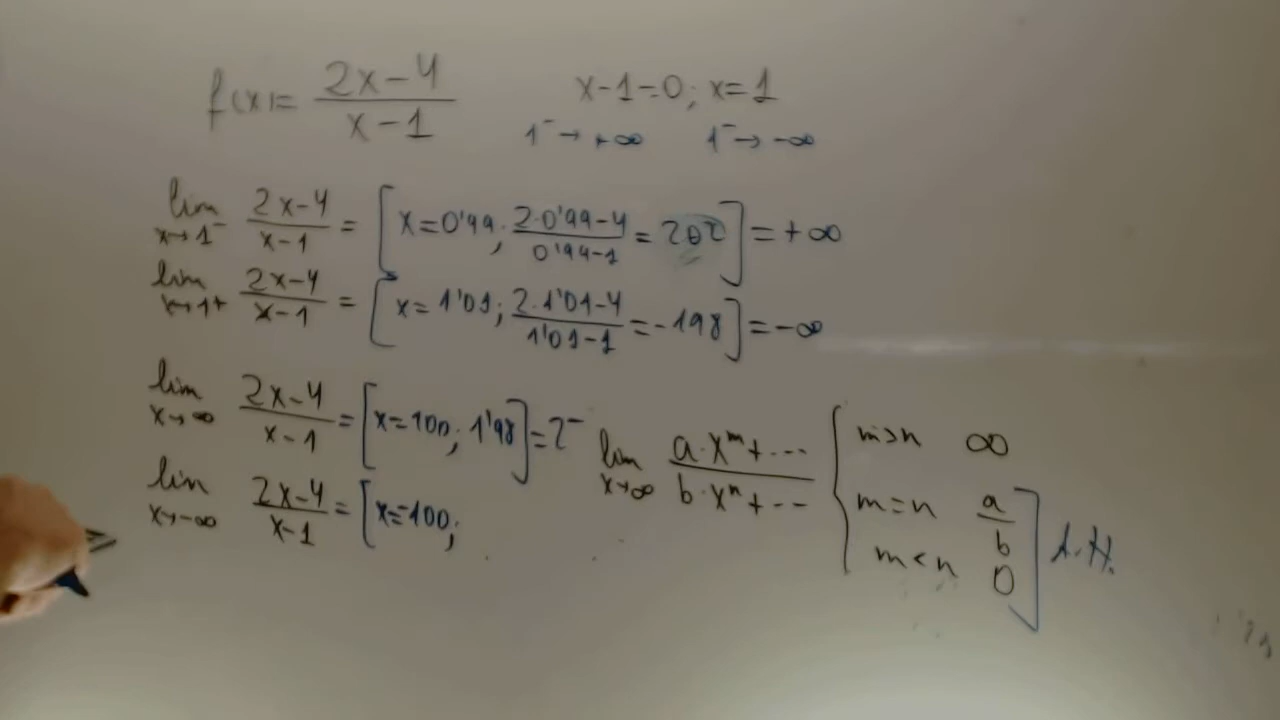 f(x)= 2x-4 / x-1    x-1=0; x=1
1⁻→+∞    1⁻→-∞
lim x→1⁻ 2x-4 / x-1 = [x=0'99; 2·0'99-4 / 0'99-1 = 202] = +∞
lim x→1+ 2x-4 / x-1 = [x=1'01; 2·1'01-4 / 1'01-1 = -198] = -∞
lim x→∞ 2x-4 / x-1 = [x=100; 1'98] = 2⁻
lim x→∞ a·xᵐ+... / b·xⁿ+... { m>n ∞
m=n a/b
m<n 0 ] A.H.
lim x→-∞ 2x-4 / x-1 = [x=-100;